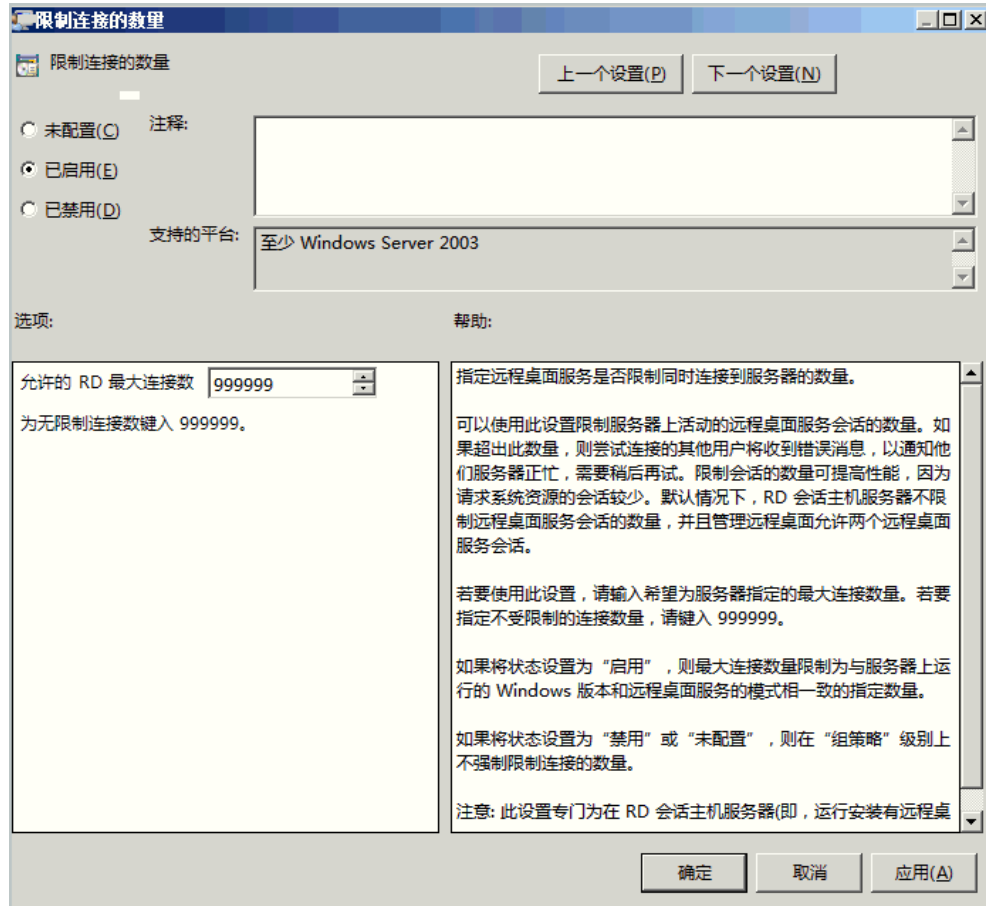 限制连接的数量
限制连接的数量
上一个设置(P)
下一个设置(N)
未配置(C)
注释:
已启用(E)
已禁用(D)
支持的平台:
至少 Windows Server 2003
选项:
帮助:
允许的 RD 最大连接数 999999
为无限制连接数键入 999999。
指定远程桌面服务是否限制同时连接到服务器的数量。
可以使用此设置限制服务器上活动的远程桌面服务会话的数量。如
果超出此数量，则尝试连接的其他用户将收到错误消息，以通知他
们服务器正忙，需要稍后再试。限制会话的数量可提高性能，因为
请求系统资源的会话较少。默认情况下，RD 会话主机服务器不限
制远程桌面服务会话的数量，并且管理远程桌面允许两个远程桌面
服务会话。
若要使用此设置，请输入希望为服务器指定的最大连接数量。若要
指定不受限制的连接数量，请键入 999999。
如果将状态设置为“启用”，则最大连接数量限制为与服务器上运
行的 Windows 版本和远程桌面服务的模式相一致的指定数量。
如果将状态设置为“禁用”或“未配置”，则在“组策略”级别上
不强制限制连接的数量。
注意: 此设置专门为在 RD 会话主机服务器(即，运行安装有远程桌
确定
取消
应用(A)